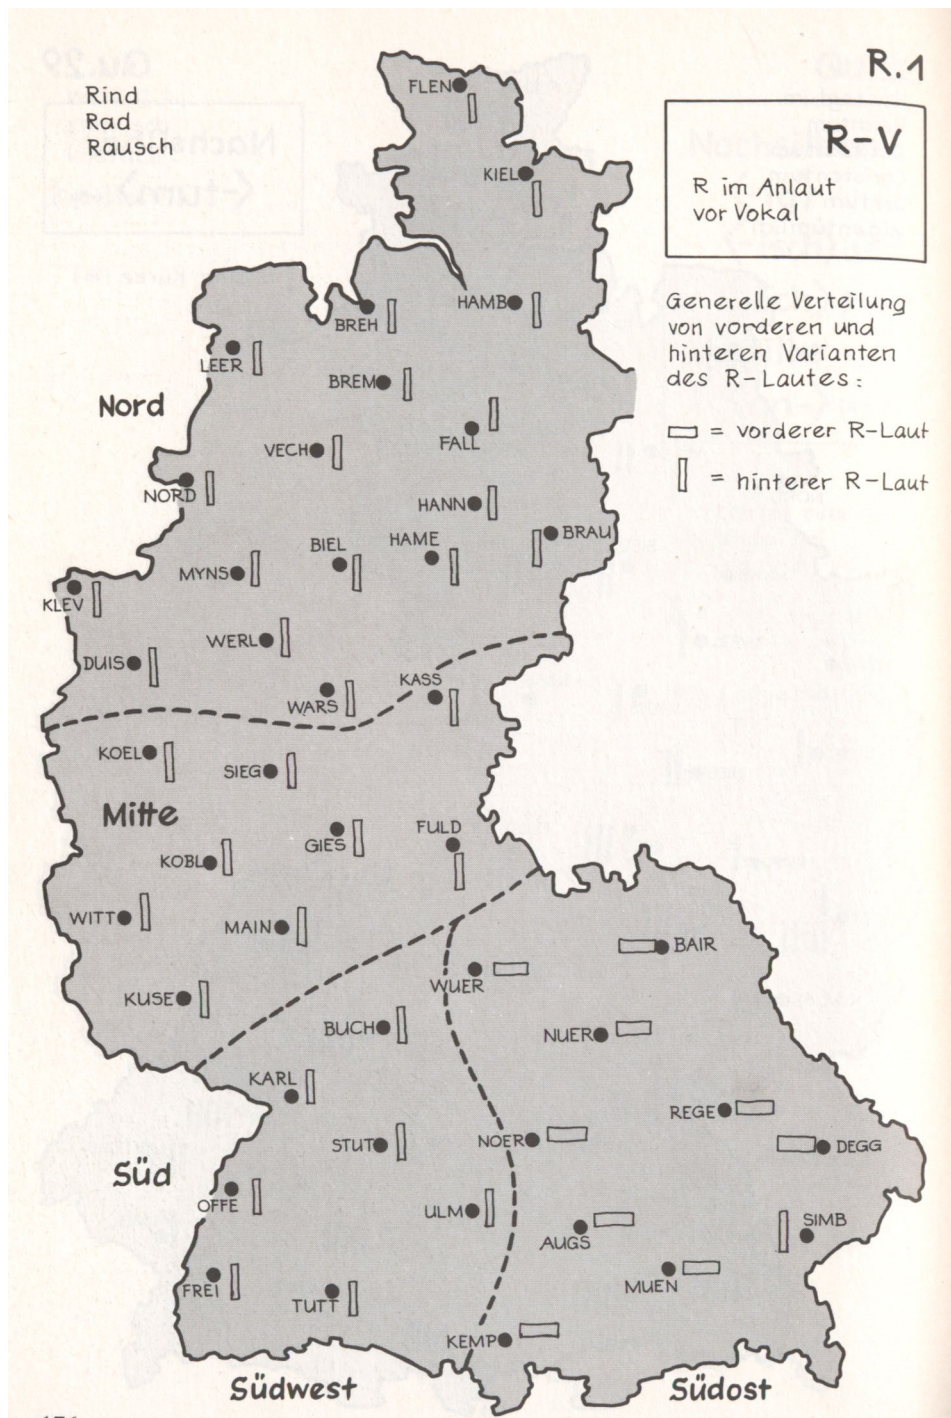 R.1
Rind
Rad
Rausch
R-V
R im Anlaut
vor Vokal
Generelle Verteilung
von vorderen und
hinteren Varianten
des R-Lautes:
= vorderer R-Laut
= hinterer R-Laut
FLEN
KIEL
HAMB
BREH
LEER
BREM
Nord
FALL
VECH
NORD
HANN
BRAU
HAME
BIEL
MYNS
KLEV
WERL
DUIS
KASS
WARS
KOEL
SIEG
Mitte
FULD
GIES
KOBL
WITT
MAIN
BAIR
WUER
KUSE
BUCH
NUER
KARL
REGE
STUT
NOER
DEGG
Süd
OFFE
ULM
SIMB
AUGS
FREI
MUEN
TUTT
KEMP
Südwest
Südost